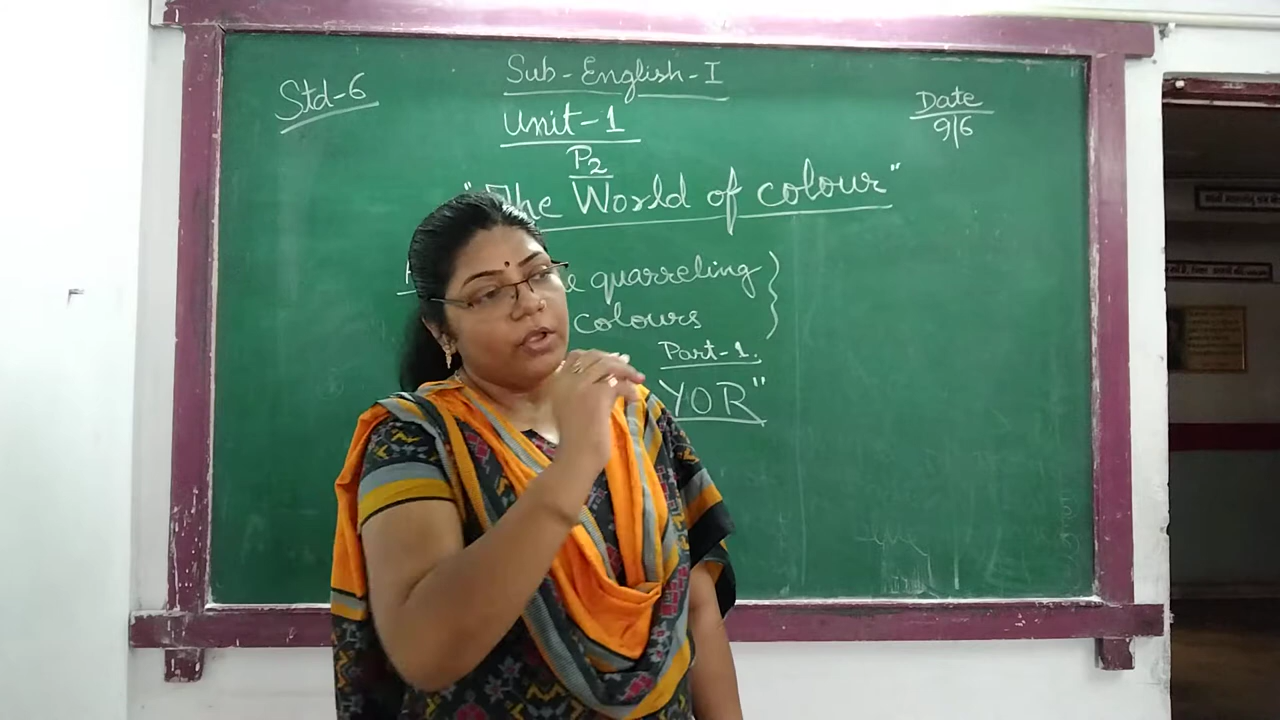 Sub-English-I
Std-6
Date
9/6
Unit-1
P2
"The World of colour"
quarreling
colours
Part-1.
YOR"